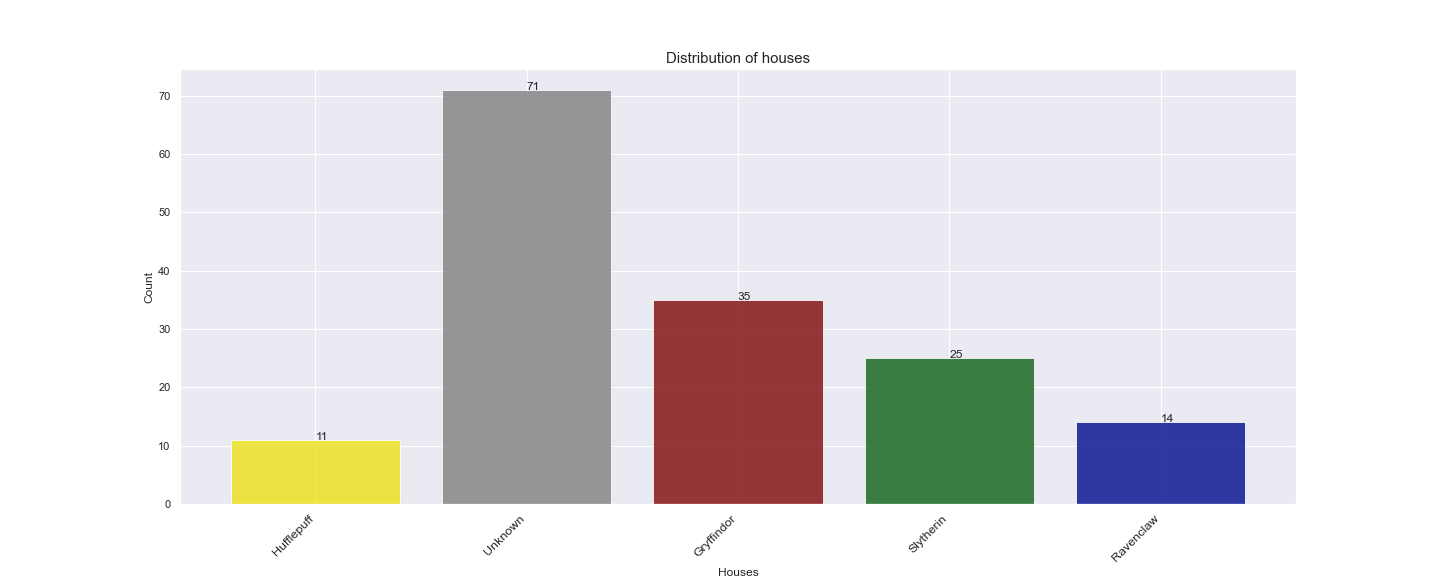 Distribution of houses
Count
70
60
50
40
30
20
10
0
11
71
35
25
14
Hufflepuff
Unknown
Gryffindor
Slytherin
Ravenclaw
Houses